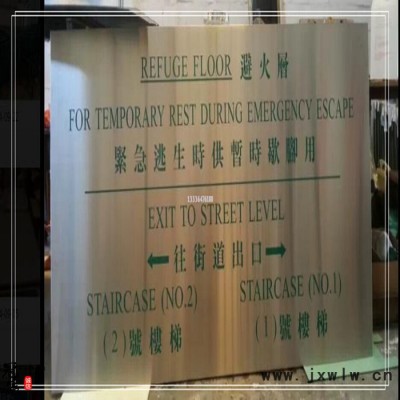 REFUGE FLOOR 避火層
FOR TEMPORARY REST DURING EMERGENCY ESCAPE
緊急逃生時供暫時歇腳用
EXIT TO STREET LEVEL
←往街道出口→
STAIRCASE (NO.2) STAIRCASE (NO.1)
(2)號樓梯 (1)號樓梯
www.jxwlw.cn